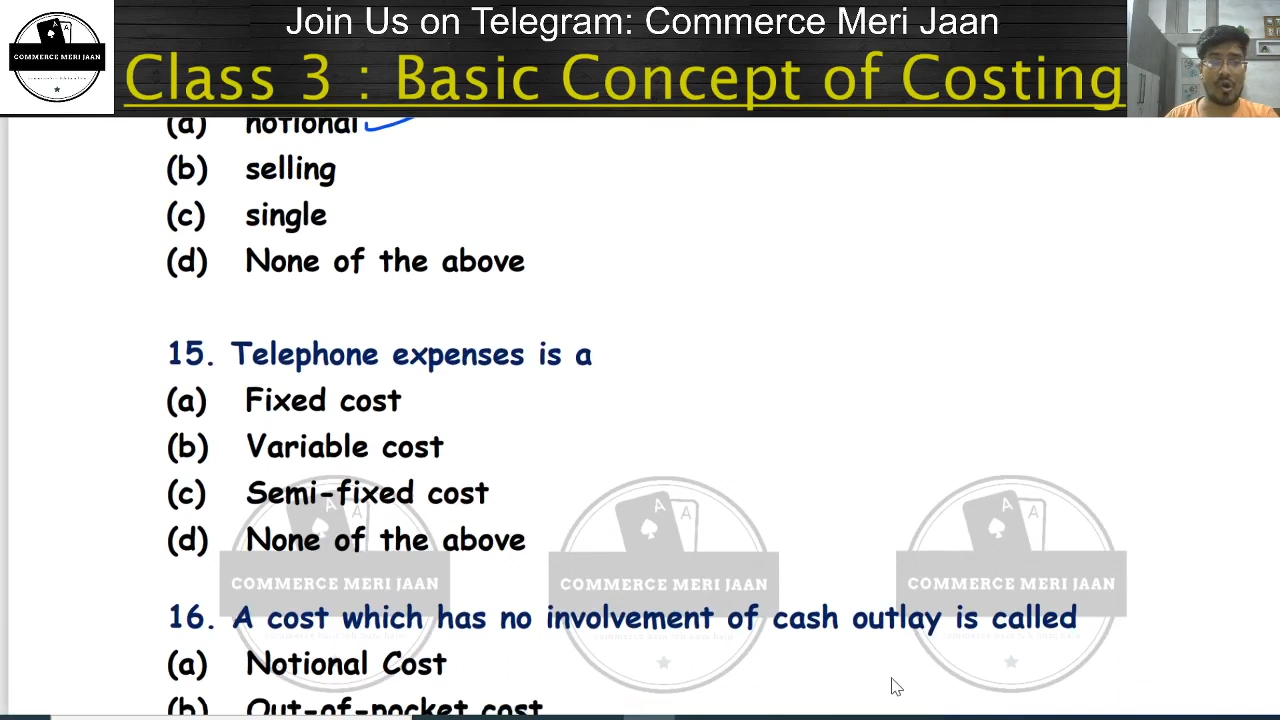 Join Us on Telegram: Commerce Meri Jaan
COMMERCE MERI JAAN
Class 3 : Basic Concept of Costing
(a) notional
(b) selling
(c) single
(d) None of the above
15. Telephone expenses is a
(a) Fixed cost
(b) Variable cost
(c) Semi-fixed cost
(d) None of the above
COMMERCE MERI JAAN
COMMERCE MERI JAAN
COMMERCE MERI JAAN
16. A cost which has no involvement of cash outlay is called
(a) Notional Cost
(b) Out-of-pocket cost